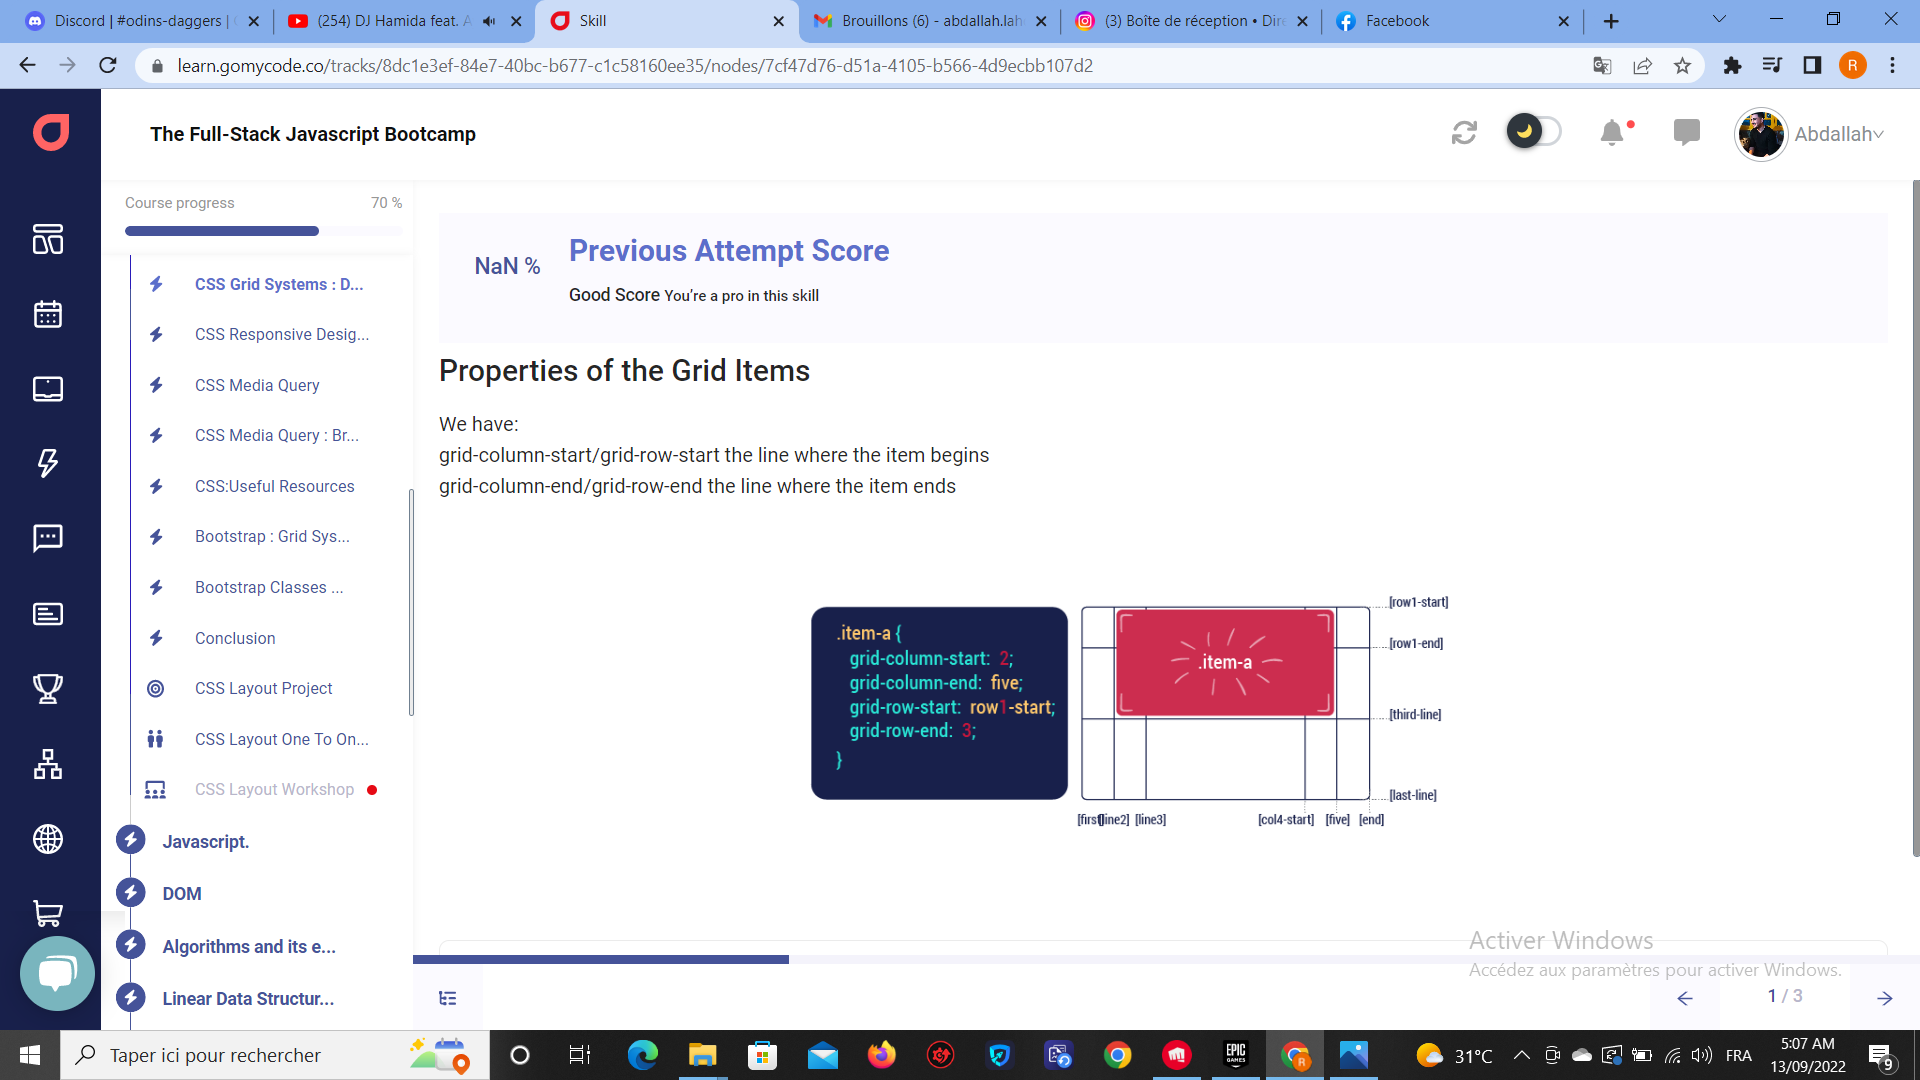 Discord | #odins-daggers |
(254) DJ Hamida feat. A
Skill
Brouillons (6) - abdallah.lah
(3) Boîte de réception • Dire
Facebook
learn.gomycode.co/tracks/8dc1e3ef-84e7-40bc-b677-c1c58160ee35/nodes/7cf47d76-d51a-4105-b566-4d9ecbb107d2
R
The Full-Stack Javascript Bootcamp
Abdallah
Course progress 70 %
CSS Grid Systems : D...
CSS Responsive Desig...
CSS Media Query
CSS Media Query : Br...
CSS:Useful Resources
Bootstrap : Grid Sys...
Bootstrap Classes ...
Conclusion
CSS Layout Project
CSS Layout One To On...
CSS Layout Workshop
Javascript.
DOM
Algorithms and its e...
Linear Data Structur...
NaN %
Previous Attempt Score
Good Score You're a pro in this skill
Properties of the Grid Items
We have:
grid-column-start/grid-row-start the line where the item begins
grid-column-end/grid-row-end the line where the item ends
.item-a {
grid-column-start: 2;
grid-column-end: five;
grid-row-start: row1-start;
grid-row-end: 3;
}
.item-a
[row1-start]
[row1-end]
[third-line]
[last-line]
[first] [line2] [line3] [col4-start] [five] [end]
Activer Windows
Accédez aux paramètres pour activer Windows.
1 / 3
Taper ici pour rechercher
EPIC
GAMES
R
31°C
FRA
5:07 AM
13/09/2022
9